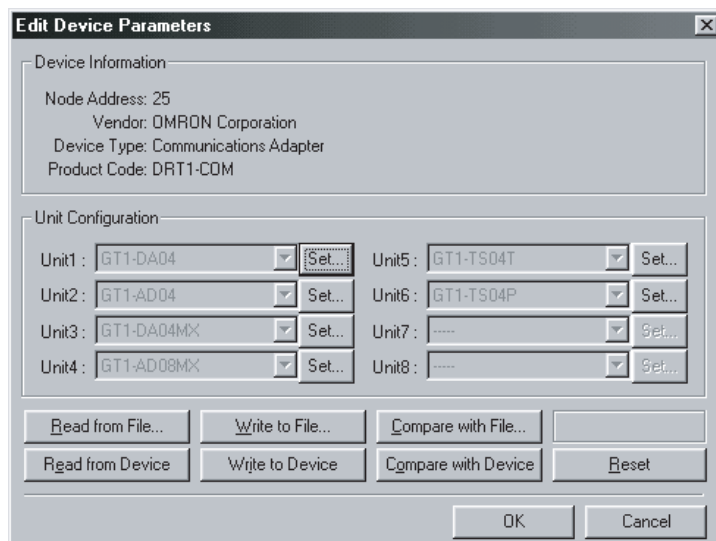 Edit Device Parameters
Device Information
Node Address: 25
Vendor: OMRON Corporation
Device Type: Communications Adapter
Product Code: DRT1-COM
Unit Configuration
Unit1 : GT1-DA04 Set... Unit5 : GT1-TS04T Set...
Unit2 : GT1-AD04 Set... Unit6 : GT1-TS04P Set...
Unit3 : GT1-DA04MX Set... Unit7 : ----- Set...
Unit4 : GT1-AD08MX Set... Unit8 : ----- Set...
Read from File... Write to File... Compare with File...
Read from Device Write to Device Compare with Device Reset
OK Cancel